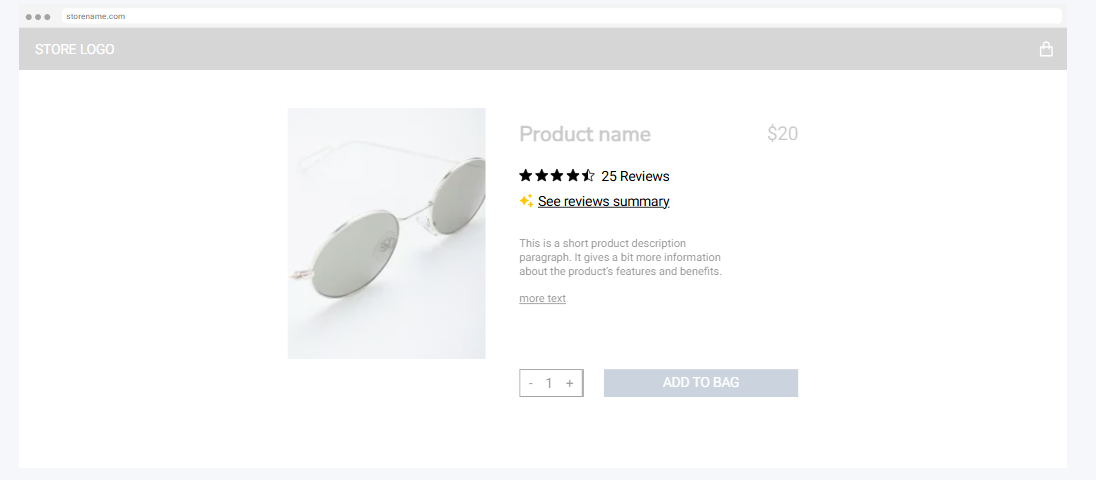 storename.com
STORE LOGO
Product name
$20
25 Reviews
See reviews summary
This is a short product description
paragraph. It gives a bit more information
about the product's features and benefits.
more text
- 1 +
ADD TO BAG